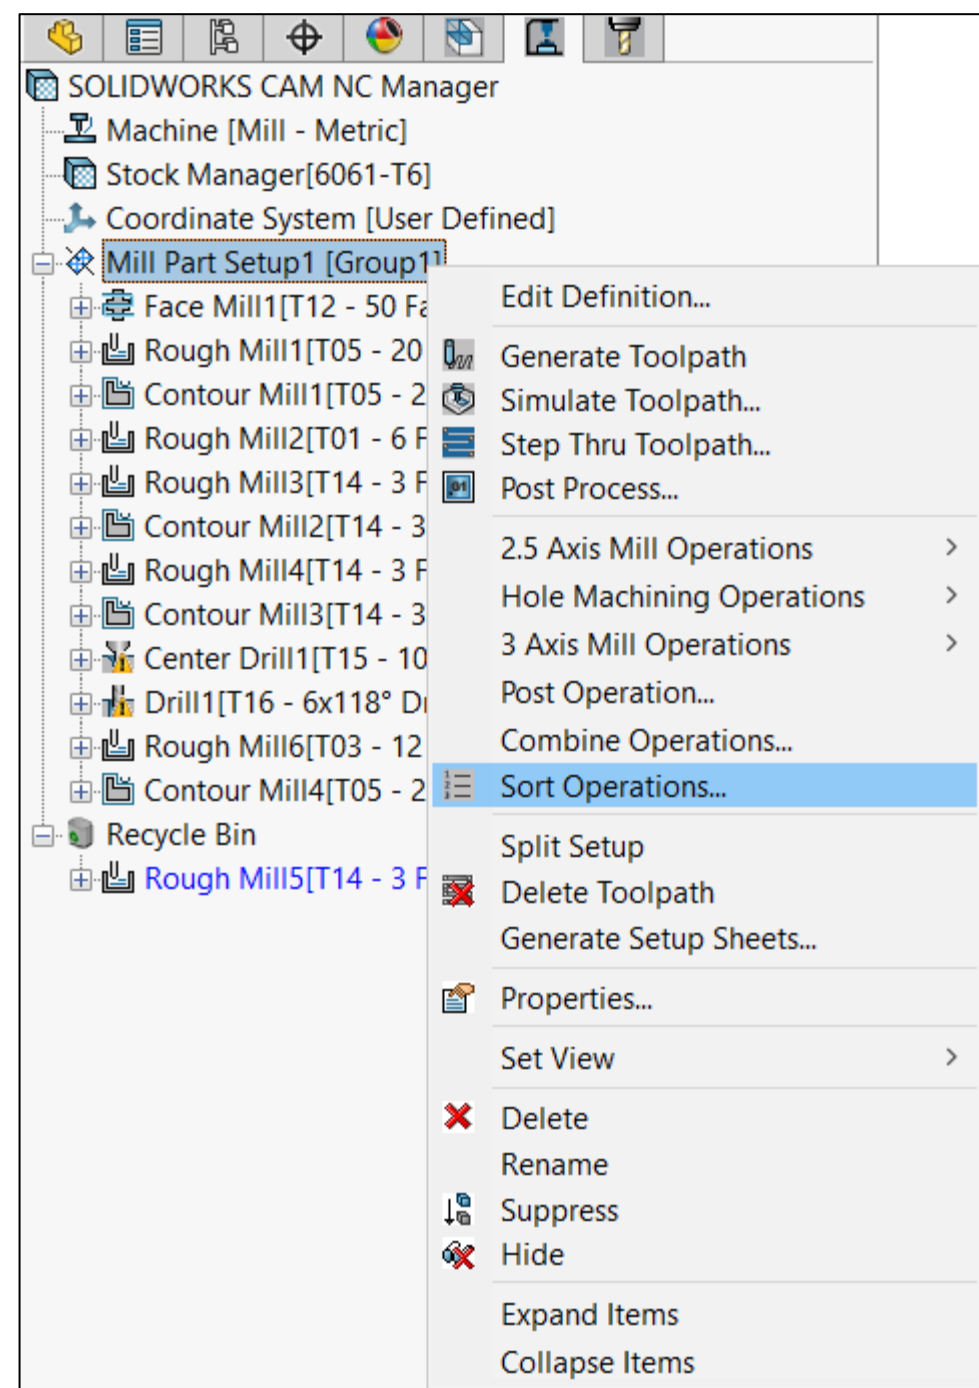 SOLIDWORKS CAM NC Manager
Machine [Mill - Metric]
Stock Manager[6061-T6]
Coordinate System [User Defined]
Mill Part Setup1 [Group1]
Face Mill1[T12 - 50 Fa
Rough Mill1[T05 - 20
Contour Mill1[T05 - 2
Rough Mill2[T01 - 6 F
Rough Mill3[T14 - 3 F
Contour Mill2[T14 - 3
Rough Mill4[T14 - 3 F
Contour Mill3[T14 - 3
Center Drill1[T15 - 10
Drill1[T16 - 6x118° Dr
Rough Mill6[T03 - 12
Contour Mill4[T05 - 2
Recycle Bin
Rough Mill5[T14 - 3 F
Edit Definition...
Generate Toolpath
Simulate Toolpath...
Step Thru Toolpath...
Post Process...
2.5 Axis Mill Operations
Hole Machining Operations
3 Axis Mill Operations
Post Operation...
Combine Operations...
Sort Operations...
Split Setup
Delete Toolpath
Generate Setup Sheets...
Properties...
Set View
Delete
Rename
Suppress
Hide
Expand Items
Collapse Items